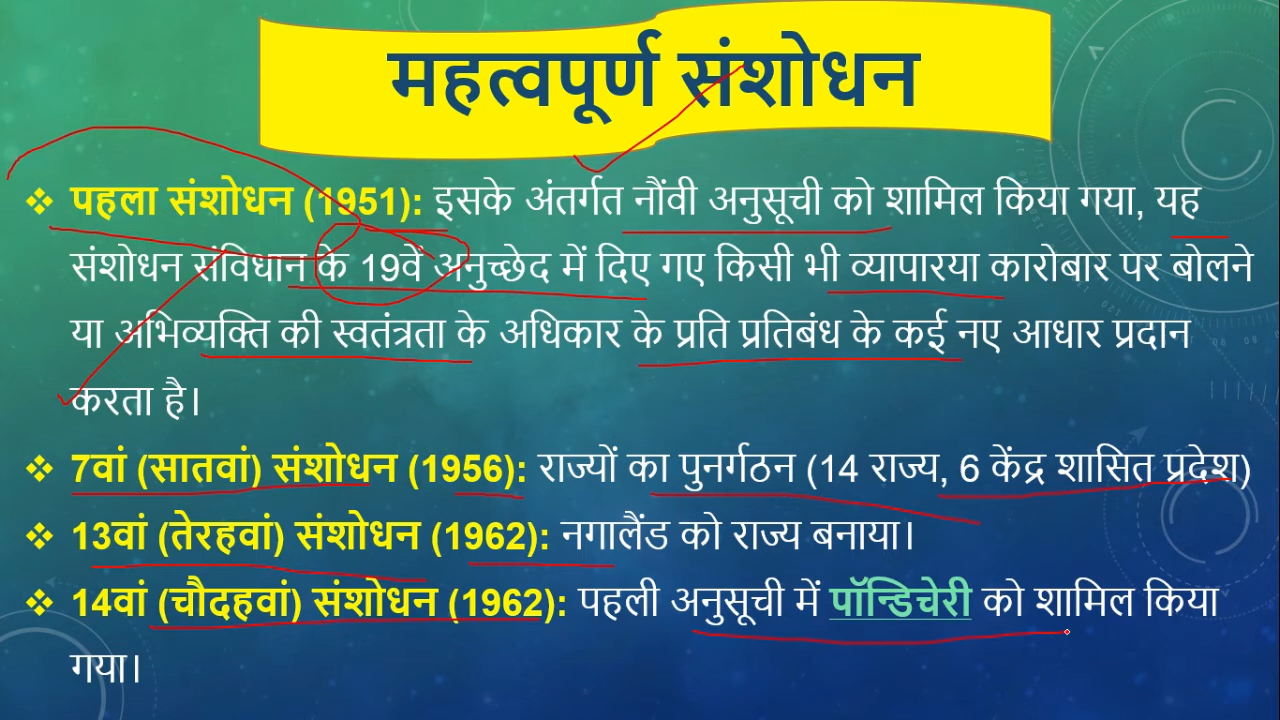 महत्वपूर्ण संशोधन
❖ पहला संशोधन (1951): इसके अंतर्गत नौंवी अनुसूची को शामिल किया गया, यह
संशोधन संविधान के 19वें अनुच्छेद में दिए गए किसी भी व्यापारया कारोबार पर बोलने
या अभिव्यक्ति की स्वतंत्रता के अधिकार के प्रति प्रतिबंध के कई नए आधार प्रदान
करता है।
❖ 7वां (सातवां) संशोधन (1956): राज्यों का पुनर्गठन (14 राज्य, 6 केंद्र शासित प्रदेश)
❖ 13वां (तेरहवां) संशोधन (1962): नगालैंड को राज्य बनाया।
❖ 14वां (चौदहवां) संशोधन (1962): पहली अनुसूची में पॉन्डिचेरी को शामिल किया
गया।